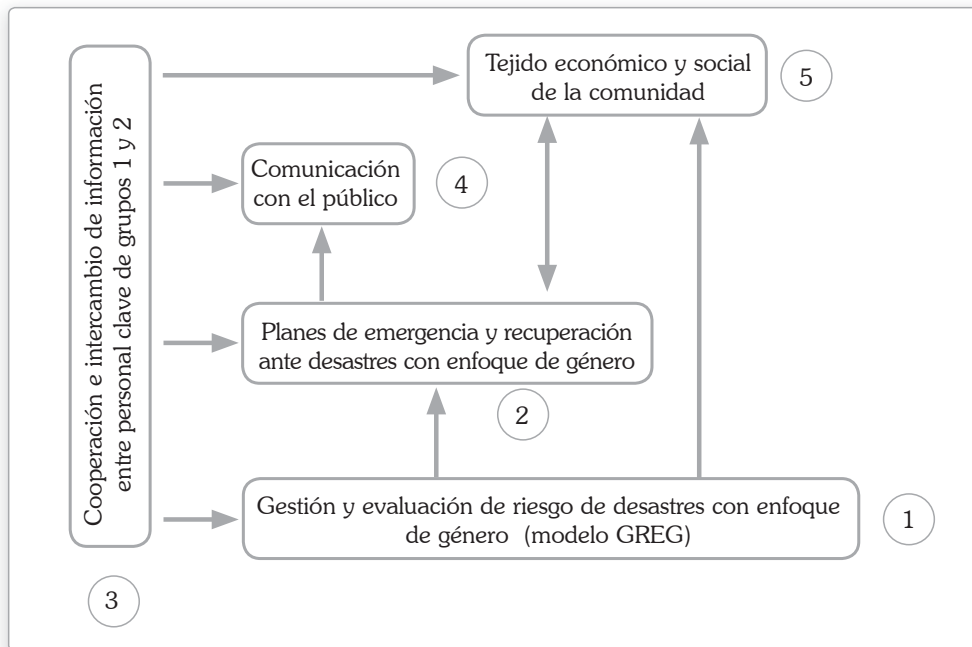 Cooperación e intercambio de información
entre personal clave de grupos 1 y 2
3
Tejido económico y social
de la comunidad
5
Comunicación
con el público
4
Planes de emergencia y recuperación
ante desastres con enfoque de género
2
Gestión y evaluación de riesgo de desastres con enfoque
de género (modelo GREG)
1